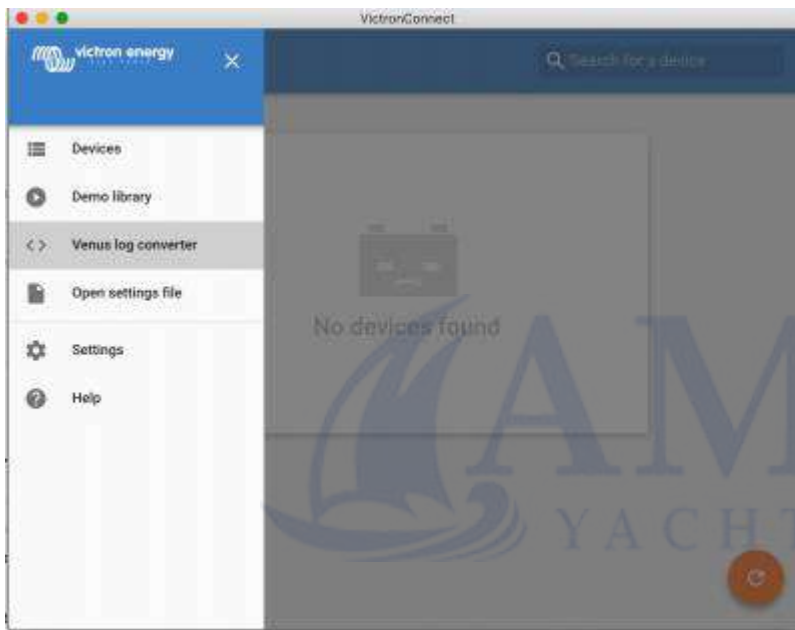 VictronConnect
victron energy
Search for a device
Devices
Demo library
Venus log converter
Open settings file
No devices found
Settings
Help
AM
YACHT